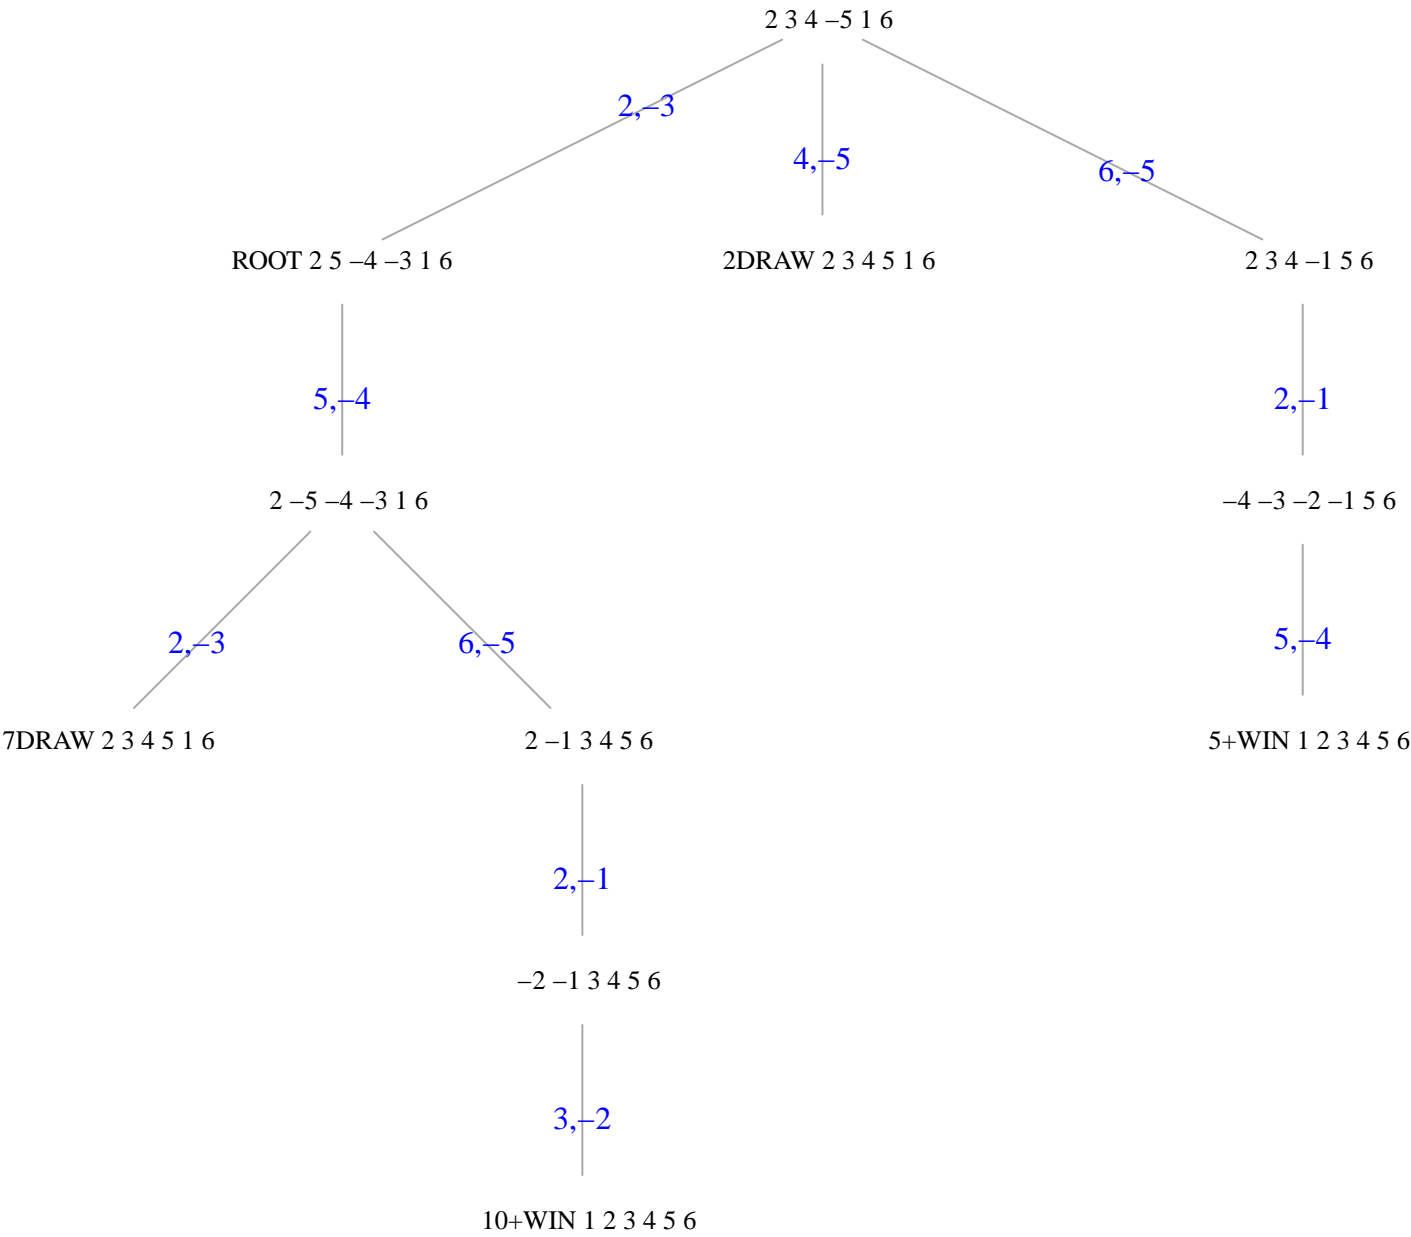 2 3 4 –5 1 6
2,–3
4,–5
6,–5
ROOT 2 5 –4 –3 1 6
2DRAW 2 3 4 5 1 6
2 3 4 –1 5 6
5,–4
2,–1
2 –5 –4 –3 1 6
–4 –3 –2 –1 5 6
2,–3
6,–5
5,–4
7DRAW 2 3 4 5 1 6
2 –1 3 4 5 6
5+WIN 1 2 3 4 5 6
2,–1
–2 –1 3 4 5 6
3,–2
10+WIN 1 2 3 4 5 6